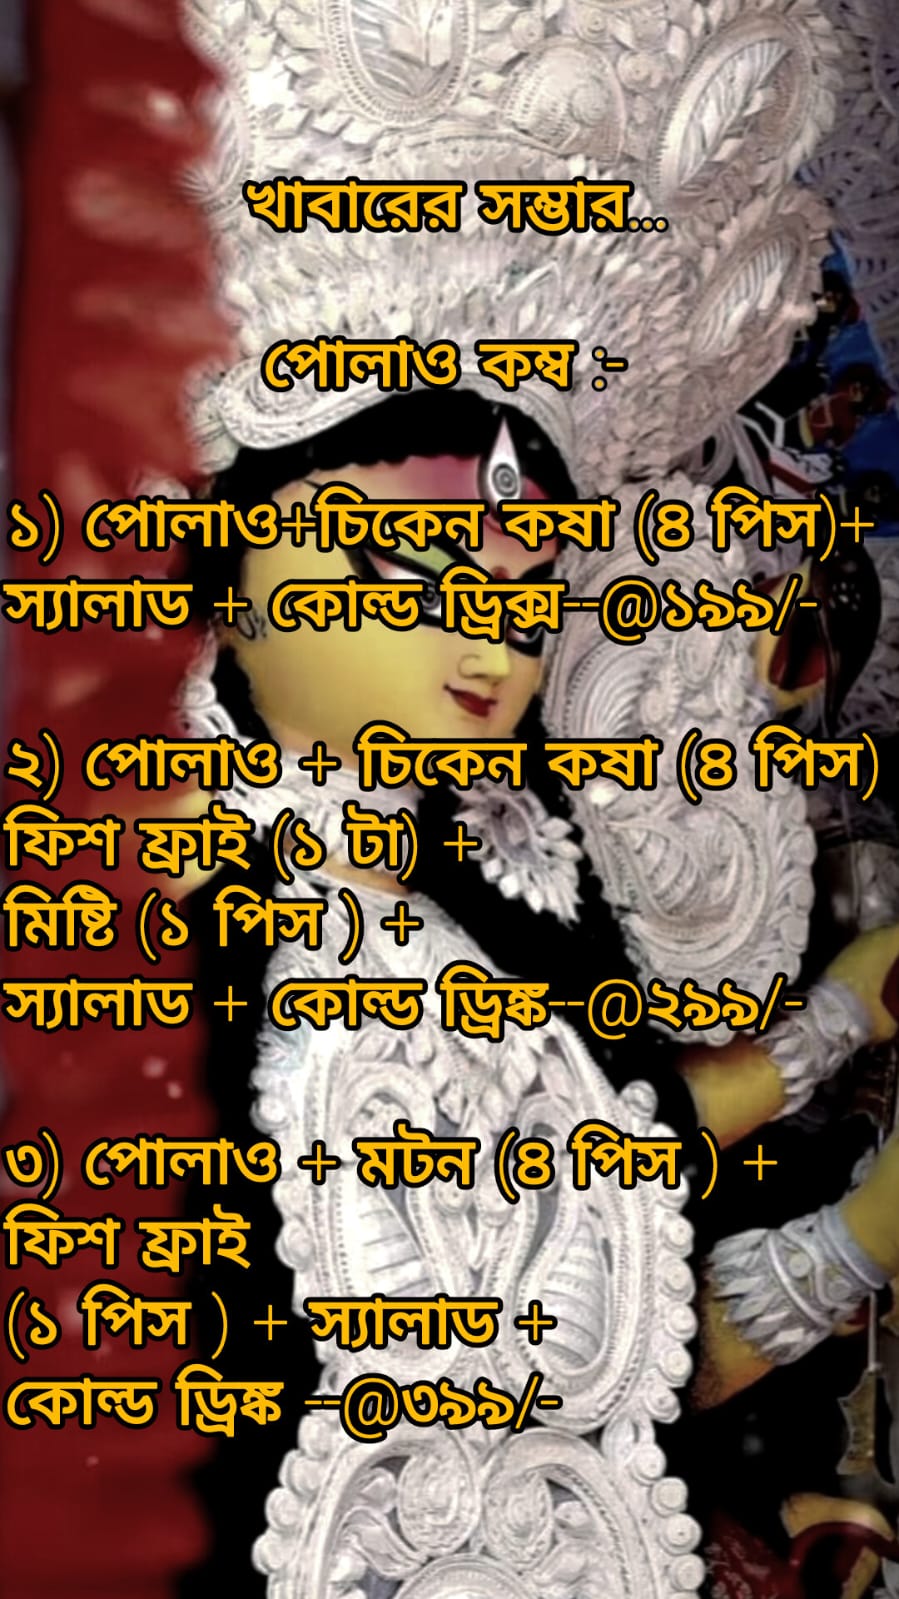 খাবারের সম্ভার...
পোলাও কম্ব :-
১) পোলাও+চিকেন কষা (৪ পিস)+
স্যালাড + কোল্ড ড্রিক্স--@১৯৯/-
২) পোলাও + চিকেন কষা (৪ পিস)
ফিশ ফ্রাই (১ টা) +
মিষ্টি (১ পিস ) +
স্যালাড + কোল্ড ড্রিঙ্ক--@২৯৯/-
৩) পোলাও + মটন (৪ পিস ) +
ফিশ ফ্রাই
(১ পিস ) + স্যালাড +
কোল্ড ড্রিঙ্ক --@৩৯৯/-